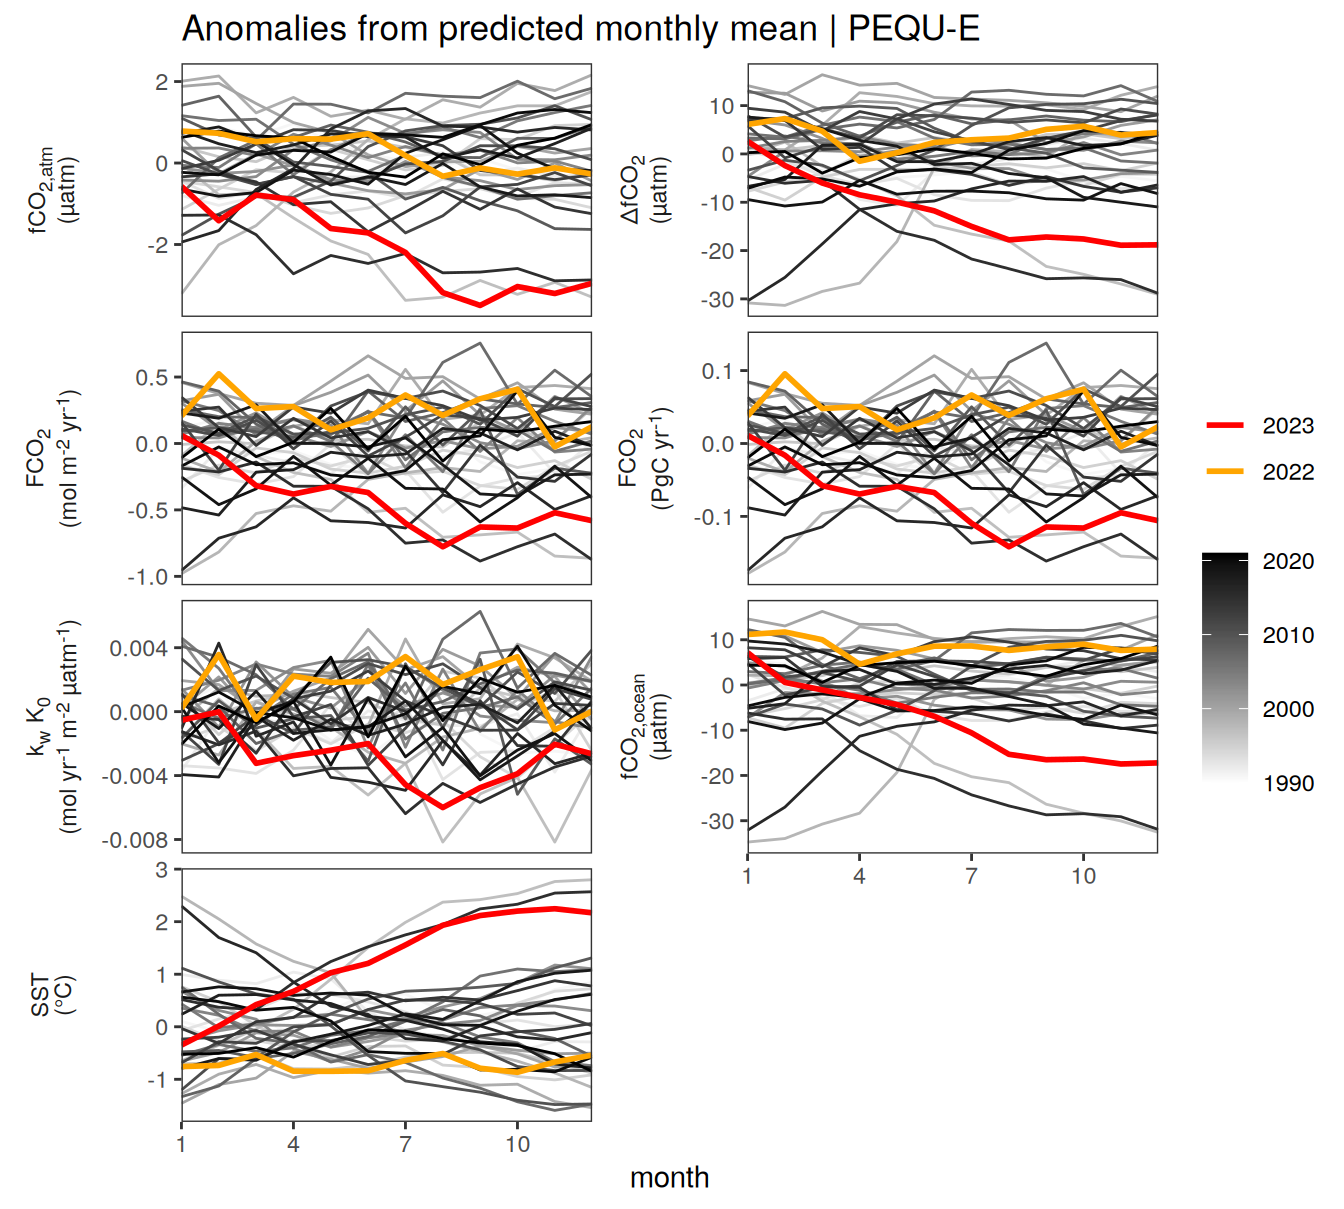 Anomalies from predicted monthly mean | PEQU-E
fCO2,atm
(µatm)
2
0
-2
ΔfCO2
(µatm)
10
0
-10
-20
-30
FCO2
(mol m-2 yr-1)
0.5
0.0
-0.5
-1.0
FCO2
(PgC yr-1)
0.1
0.0
-0.1
kw K0
(mol yr-1 m-2 µatm-1)
0.004
0.000
-0.004
-0.008
fCO2,ocean
(µatm)
10
0
-10
-20
-30
1 4 7 10
SST
(°C)
3
2
1
0
-1
1 4 7 10
month
2023
2022
2020
2010
2000
1990